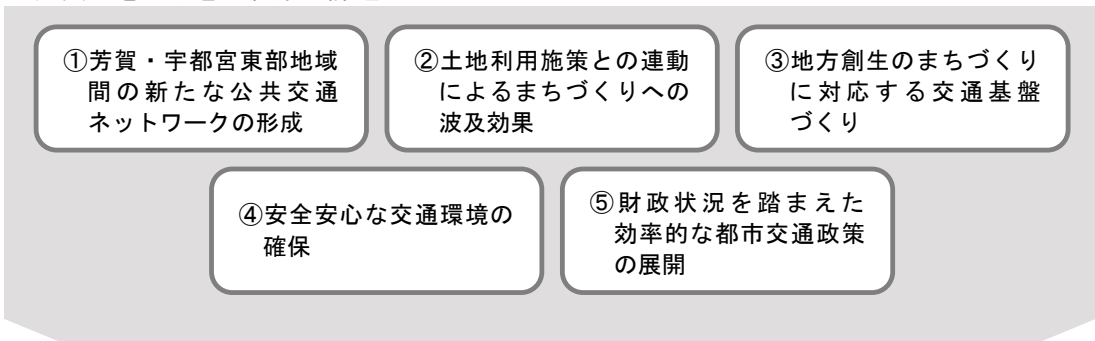 ①芳賀・宇都宮東部地域
間の新たな公共交通
ネットワークの形成
②土地利用施策との連動
によるまちづくりへの
波及効果
③地方創生のまちづくり
に対応する交通基盤
づくり
④安全安心な交通環境の
確保
⑤財政状況を踏まえた
効率的な都市交通政策
の展開